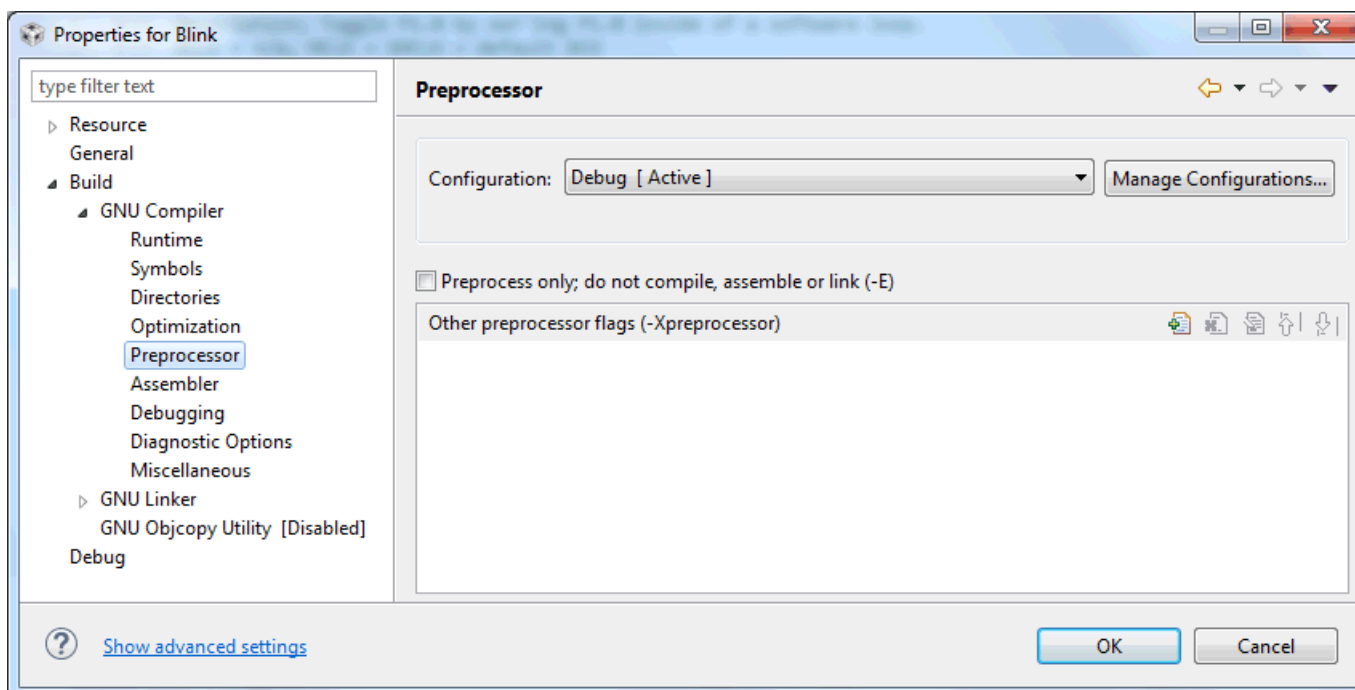 Properties for Blink
type filter text
Resource
General
Build
GNU Compiler
Runtime
Symbols
Directories
Optimization
Preprocessor
Assembler
Debugging
Diagnostic Options
Miscellaneous
GNU Linker
GNU Objcopy Utility [Disabled]
Debug
Preprocessor
Configuration: Debug [ Active ] Manage Configurations...
Preprocess only; do not compile, assemble or link (-E)
Other preprocessor flags (-Xpreprocessor)
Show advanced settings
OK Cancel